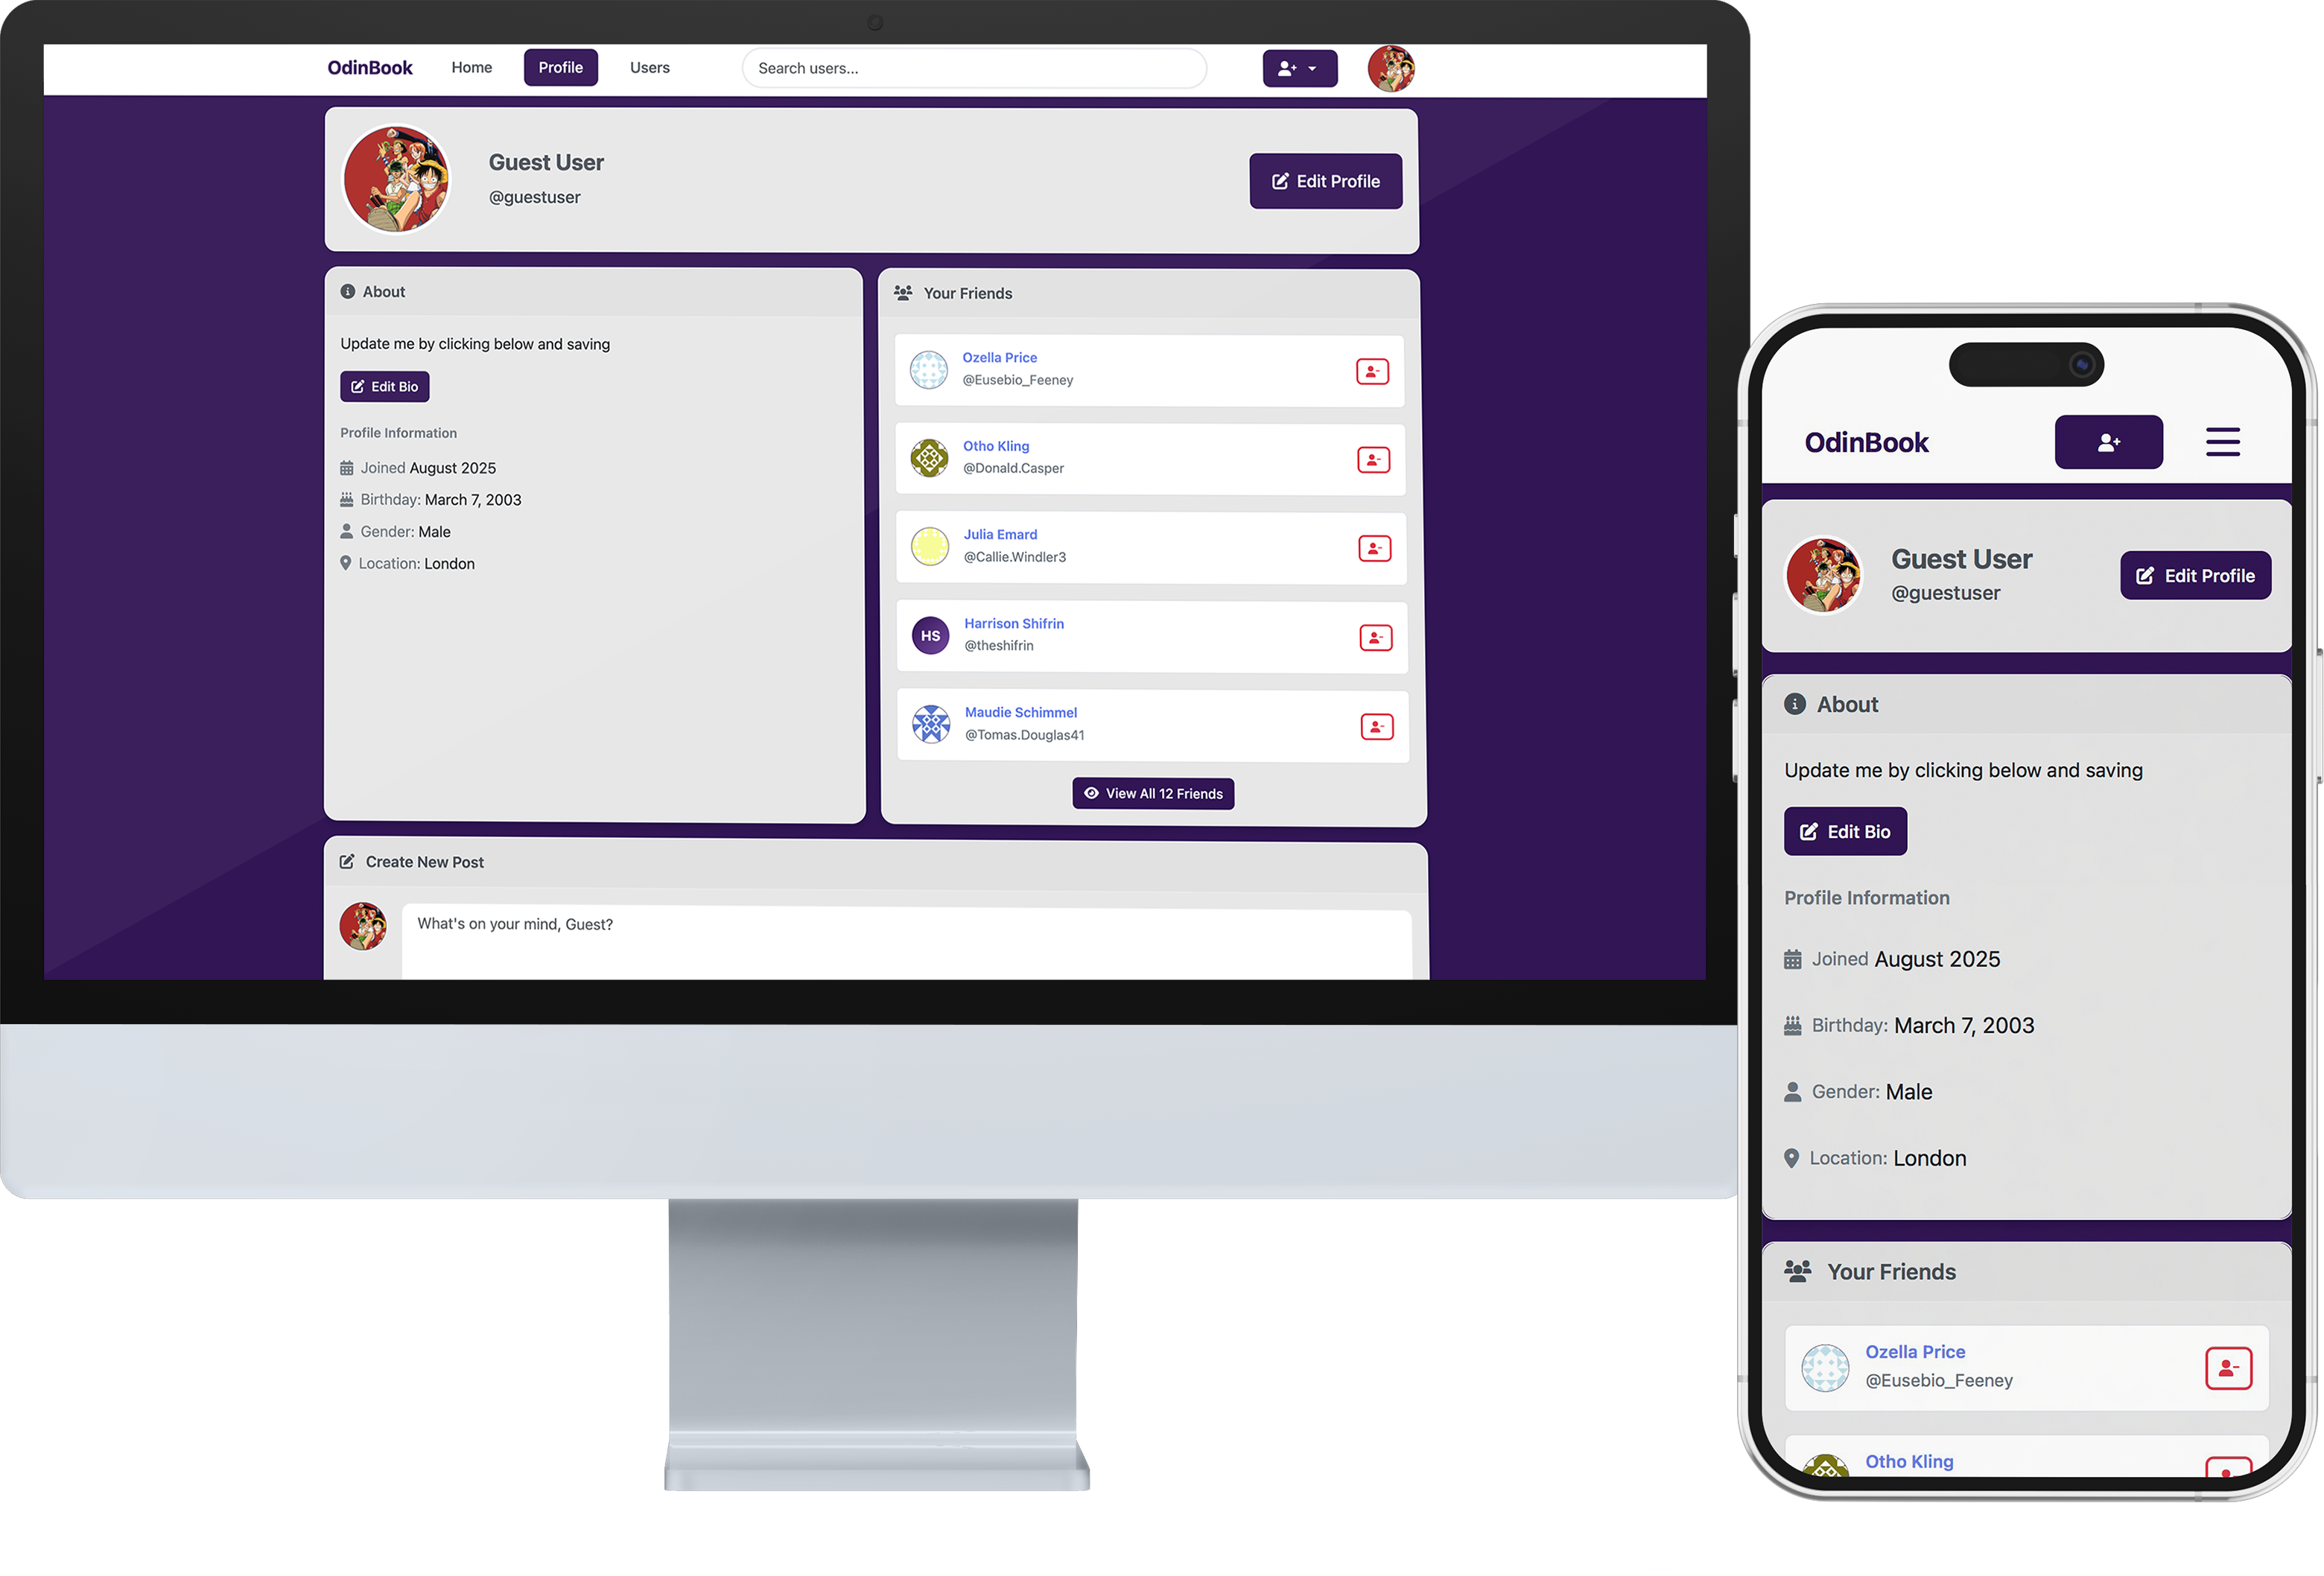 OdinBook Home Profile Users Search users...
Guest User
@guestuser
Edit Profile
About
Update me by clicking below and saving
Edit Bio
Profile Information
Joined August 2025
Birthday: March 7, 2003
Gender: Male
Location: London
Your Friends
Ozella Price
@Eusebio_Feeney
Otho Kling
@Donald.Casper
Julia Emard
@Callie.Windler3
HS
Harrison Shifrin
@theshifrin
Maudie Schimmel
@Tomas.Douglas41
View All 12 Friends
Create New Post
What's on your mind, Guest?
OdinBook
Guest User
@guestuser
Edit Profile
About
Update me by clicking below and saving
Edit Bio
Profile Information
Joined August 2025
Birthday: March 7, 2003
Gender: Male
Location: London
Your Friends
Ozella Price
@Eusebio_Feeney
Otho Kling